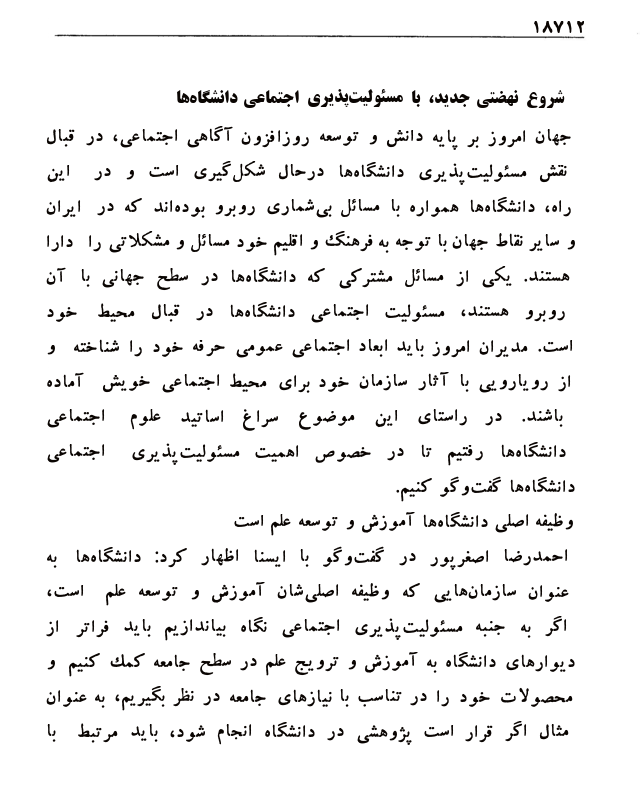 ۱۸۷۱۲
شروع نهضتی جدید، با مسئولیت‌پذیری اجتماعی دانشگاه‌ها
جهان امروز بر پایه دانش و توسعه روزافزون آگاهی اجتماعی، در قبال
نقش مسئولیت‌پذیری دانشگاه‌ها درحال شکل‌گیری است و در این
راه، دانشگاه‌ها همواره با مسائل بی‌شماری روبرو بوده‌اند که در ایران
و سایر نقاط جهان با توجه به فرهنگ و اقلیم خود مسائل و مشکلاتی را دارا
هستند. یکی از مسائل مشترکی که دانشگاه‌ها در سطح جهانی با آن
روبرو هستند، مسئولیت اجتماعی دانشگاه‌ها در قبال محیط خود
است. مدیران امروز باید ابعاد اجتماعی عمومی حرفه خود را شناخته و
از رویارویی با آثار سازمان خود برای محیط اجتماعی خویش آماده
باشند. در راستای این موضوع سراغ اساتید علوم اجتماعی
دانشگاه‌ها رفتیم تا در خصوص اهمیت مسئولیت‌پذیری اجتماعی
دانشگاه‌ها گفت‌وگو کنیم.
وظیفه اصلی دانشگاه‌ها آموزش و توسعه علم است
احمدرضا اصغرپور در گفت‌وگو با ایسنا اظهار کرد: دانشگاه‌ها به
عنوان سازمان‌هایی که وظیفه اصلی‌شان آموزش و توسعه علم است،
اگر به جنبه مسئولیت‌پذیری اجتماعی نگاه بیاندازیم باید فراتر از
دیوارهای دانشگاه به آموزش و ترویج علم در سطح جامعه کمك کنیم و
محصولات خود را در تناسب با نیازهای جامعه در نظر بگیریم، به عنوان
مثال اگر قرار است پژوهشی در دانشگاه انجام شود، باید مرتبط با